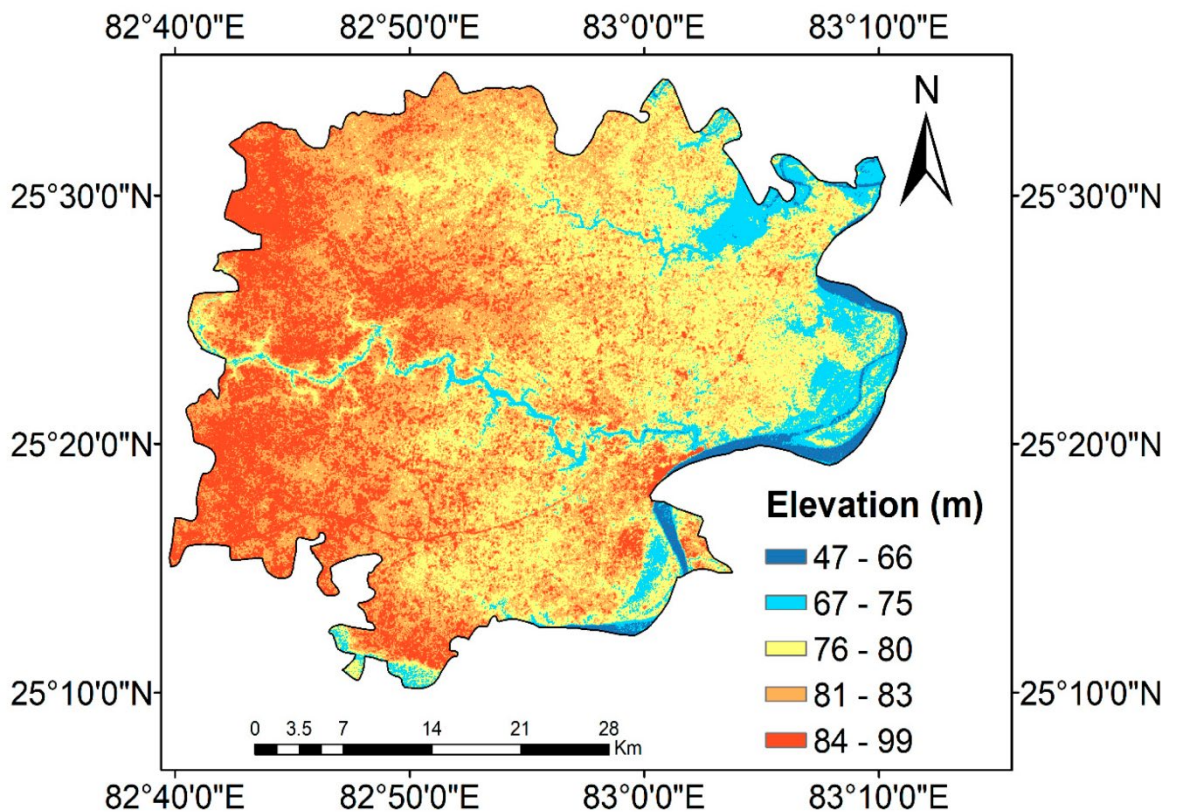 82°40'0"E 82°50'0"E 83°0'0"E 83°10'0"E
N
25°30'0"N 25°30'0"N
25°20'0"N 25°20'0"N
Elevation (m)
47 - 66
67 - 75
76 - 80
81 - 83
84 - 99
25°10'0"N 25°10'0"N
0 3.5 7 14 21 28
Km
82°40'0"E 82°50'0"E 83°0'0"E 83°10'0"E